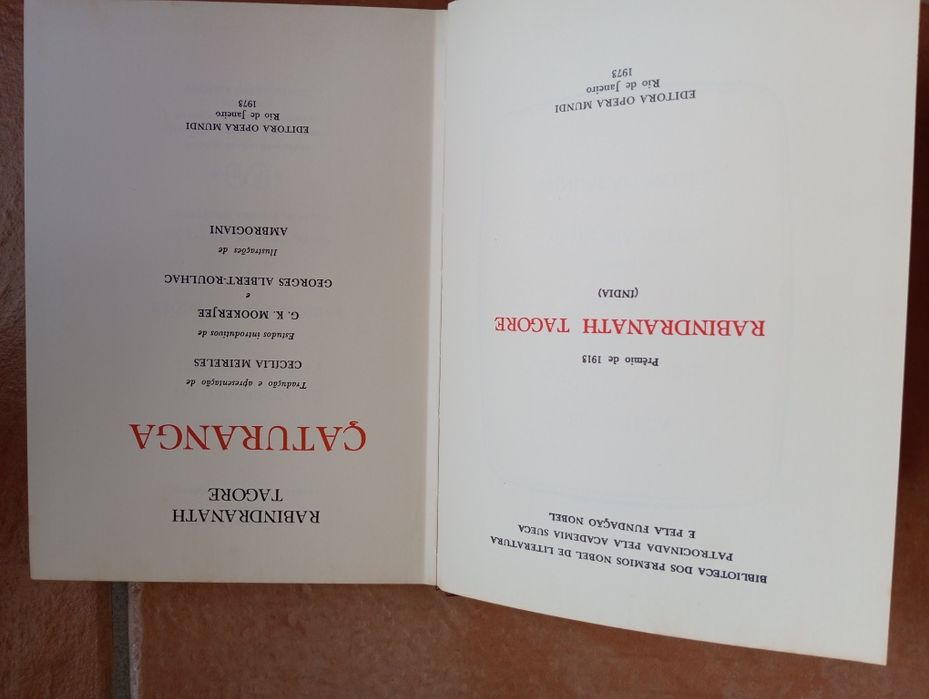 BIBLIOTECA DOS PREMIOS NOBEL DE LITERATURA
PATROCINADA PELA ACADEMIA SUECA
E PELA FUNDAÇÃO NOBEL
Prêmio de 1913
RABINDRANATH TAGORE
(INDIA)
EDITORA OPERA MUNDI
Rio de Janeiro
1973
RABINDRANATH
TAGORE
ÇATURANGA
Tradução e apresentação de
CECÍLIA MEIRELES
Estudos introdutivos de
G. K. MOOKERJEE
e
GEORGES ALBERT-ROULHAC
Ilustrações de
AMBROGIANI
EDITORA OPERA MUNDI
Rio de Janeiro
1973